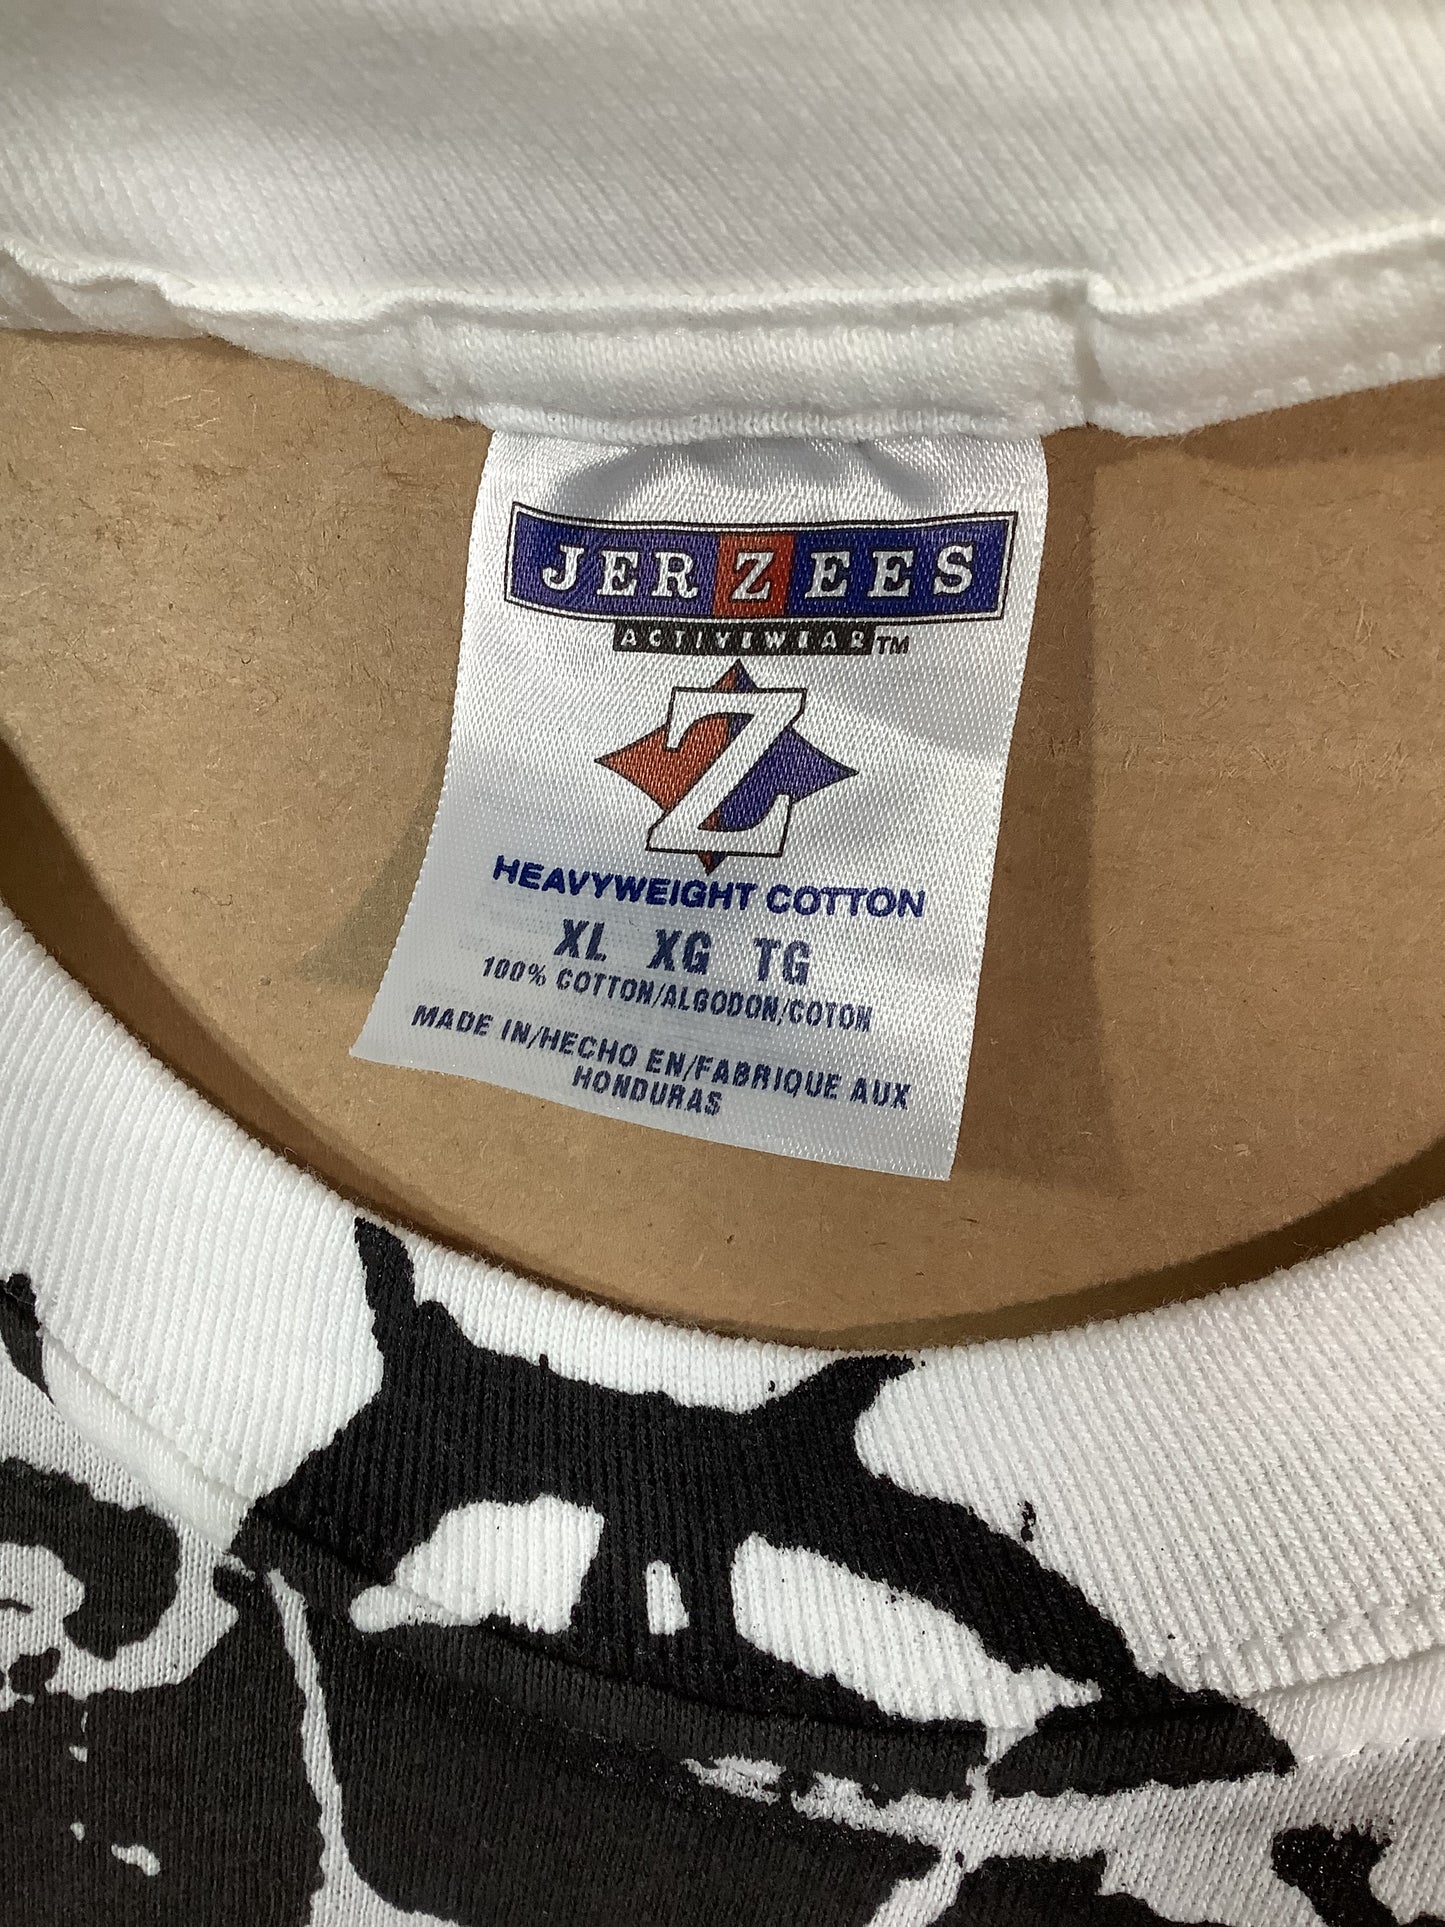 JERZEES
ACTIVEWEAR™
Z
HEAVYWEIGHT COTTON
XL XG TG
100% COTTON/ALGODON/COTON
MADE IN/HECHO EN/FABRIQUE AUX
HONDURAS